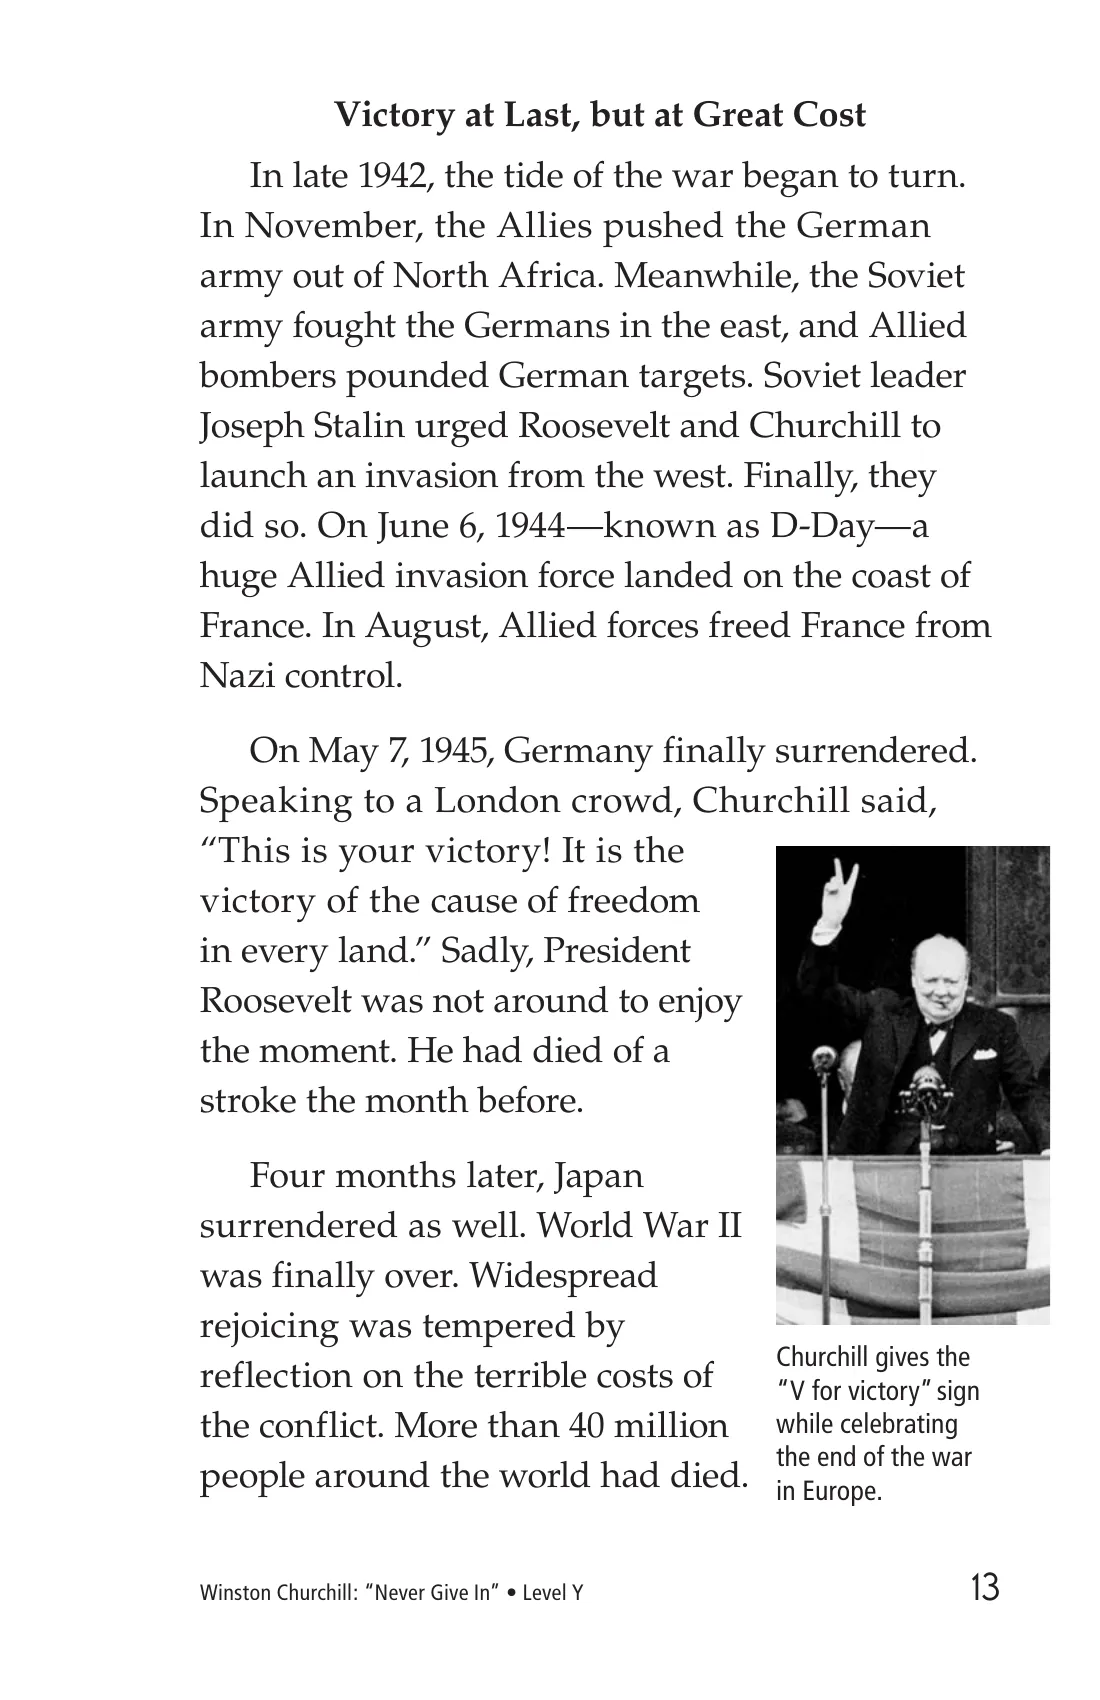 Victory at Last, but at Great Cost
In late 1942, the tide of the war began to turn.
In November, the Allies pushed the German
army out of North Africa. Meanwhile, the Soviet
army fought the Germans in the east, and Allied
bombers pounded German targets. Soviet leader
Joseph Stalin urged Roosevelt and Churchill to
launch an invasion from the west. Finally, they
did so. On June 6, 1944—known as D-Day—a
huge Allied invasion force landed on the coast of
France. In August, Allied forces freed France from
Nazi control.
On May 7, 1945, Germany finally surrendered.
Speaking to a London crowd, Churchill said,
“This is your victory! It is the
victory of the cause of freedom
in every land.” Sadly, President
Roosevelt was not around to enjoy
the moment. He had died of a
stroke the month before.
Four months later, Japan
surrendered as well. World War II
was finally over. Widespread
rejoicing was tempered by
reflection on the terrible costs of
the conflict. More than 40 million
people around the world had died.
Churchill gives the
“V for victory” sign
while celebrating
the end of the war
in Europe.
Winston Churchill: “Never Give In” • Level Y
13